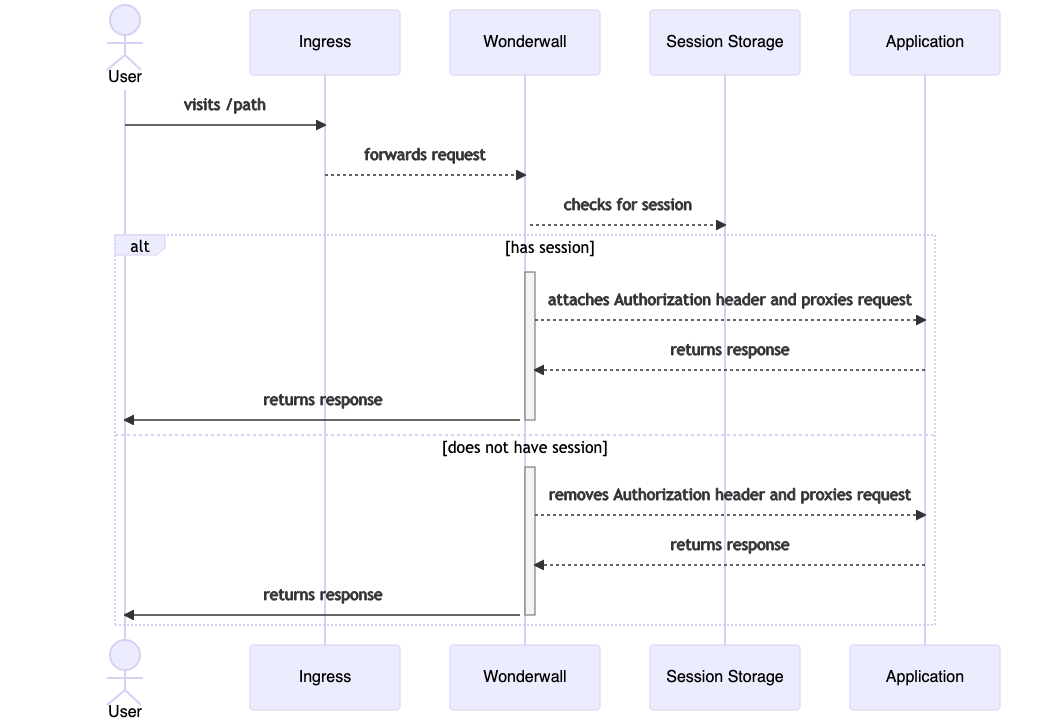 User
Ingress
Wonderwall
Session Storage
Application
visits /path
forwards request
checks for session
alt
[has session]
attaches Authorization header and proxies request
returns response
returns response
[does not have session]
removes Authorization header and proxies request
returns response
returns response
User
Ingress
Wonderwall
Session Storage
Application